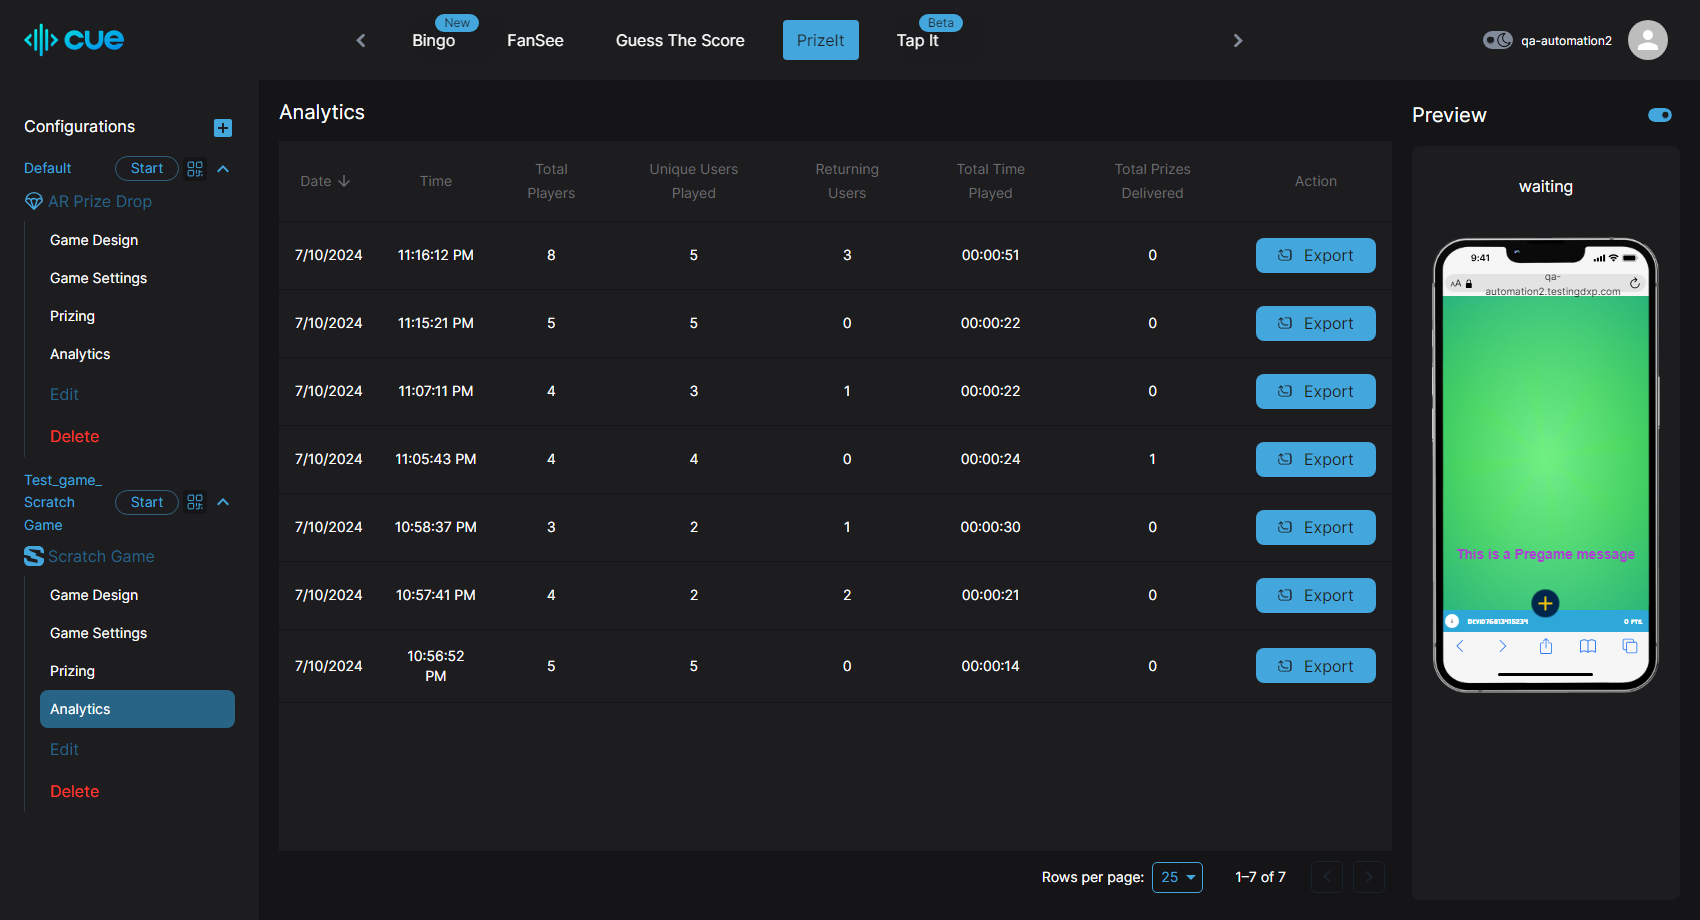 cue
New
Bingo
FanSee
Guess The Score
PrizeIt
Beta
Tap It
qa-automation2
Configurations
Default
Start
AR Prize Drop
Game Design
Game Settings
Prizing
Analytics
Edit
Delete
Test_game_
Scratch
Game
Start
Scratch Game
Game Design
Game Settings
Prizing
Analytics
Edit
Delete
Analytics
Date Time Total Players Unique Users Played Returning Users Total Time Played Total Prizes Delivered Action
7/10/2024 11:16:12 PM 8 5 3 00:00:51 0 Export
7/10/2024 11:15:21 PM 5 5 0 00:00:22 0 Export
7/10/2024 11:07:11 PM 4 3 1 00:00:22 0 Export
7/10/2024 11:05:43 PM 4 4 0 00:00:24 1 Export
7/10/2024 10:58:37 PM 3 2 1 00:00:30 0 Export
7/10/2024 10:57:41 PM 4 2 2 00:00:21 0 Export
7/10/2024 10:56:52 PM 5 5 0 00:00:14 0 Export
Rows per page: 25 1–7 of 7
Preview
waiting
9:41
AA
qa-
automation2.testingdxp.com
This is a Pregame message
0 PTS.